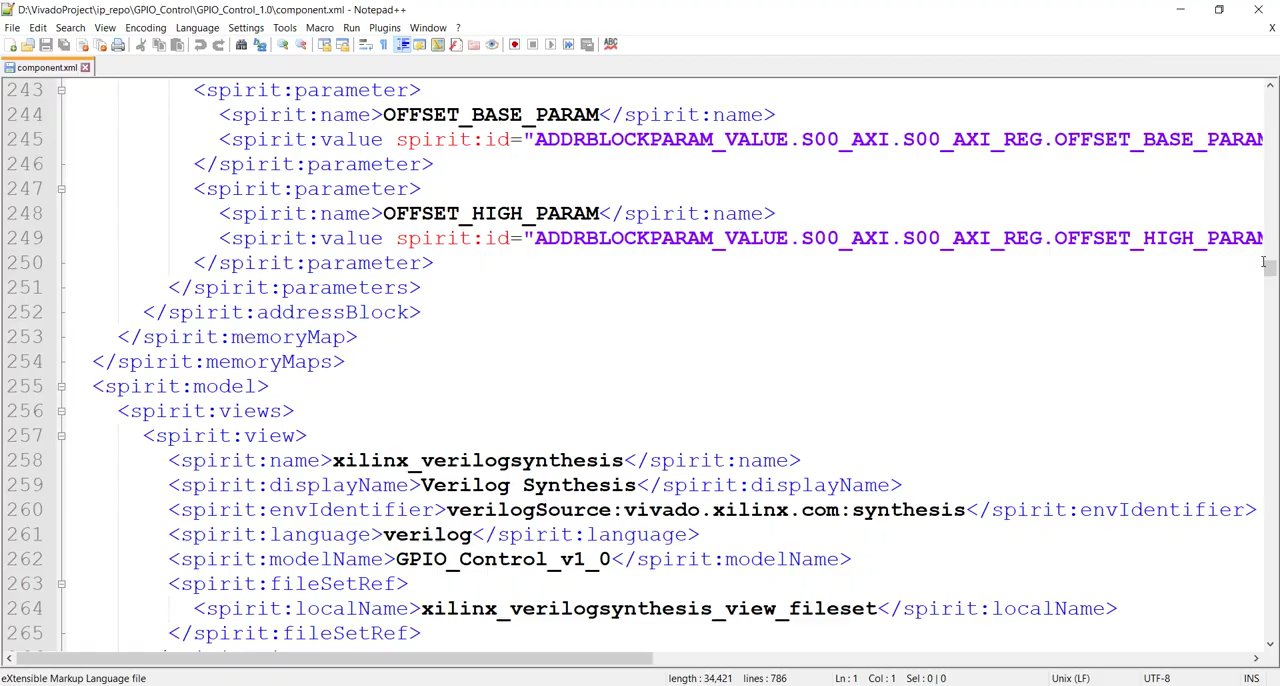 D:\VivadoProject\ip_repo\GPIO_Control\GPIO_Control_1.0\component.xml - Notepad++
File Edit Search View Encoding Language Settings Tools Macro Run Plugins Window ? X
component.xml
243 <spirit:parameter>
244 <spirit:name>OFFSET_BASE_PARAM</spirit:name>
245 <spirit:value spirit:id="ADDRBLOCKPARAM_VALUE.S00_AXI.S00_AXI_REG.OFFSET_BASE_PARAM
246 </spirit:parameter>
247 <spirit:parameter>
248 <spirit:name>OFFSET_HIGH_PARAM</spirit:name>
249 <spirit:value spirit:id="ADDRBLOCKPARAM_VALUE.S00_AXI.S00_AXI_REG.OFFSET_HIGH_PARAM
250 </spirit:parameter>
251 </spirit:parameters>
252 </spirit:addressBlock>
253 </spirit:memoryMap>
254 </spirit:memoryMaps>
255 <spirit:model>
256 <spirit:views>
257 <spirit:view>
258 <spirit:name>xilinx_verilogsynthesis</spirit:name>
259 <spirit:displayName>Verilog Synthesis</spirit:displayName>
260 <spirit:envIdentifier>verilogSource:vivado.xilinx.com:synthesis</spirit:envIdentifier>
261 <spirit:language>verilog</spirit:language>
262 <spirit:modelName>GPIO_Control_v1_0</spirit:modelName>
263 <spirit:fileSetRef>
264 <spirit:localName>xilinx_verilogsynthesis_view_fileset</spirit:localName>
265 </spirit:fileSetRef>
eXtensible Markup Language file length : 34,421 lines : 786 Ln : 1 Col : 1 Sel : 0 | 0 Unix (LF) UTF-8 INS